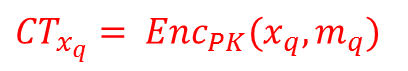 $CT_{x_q} = Enc_{PK}(x_q, m_q)$